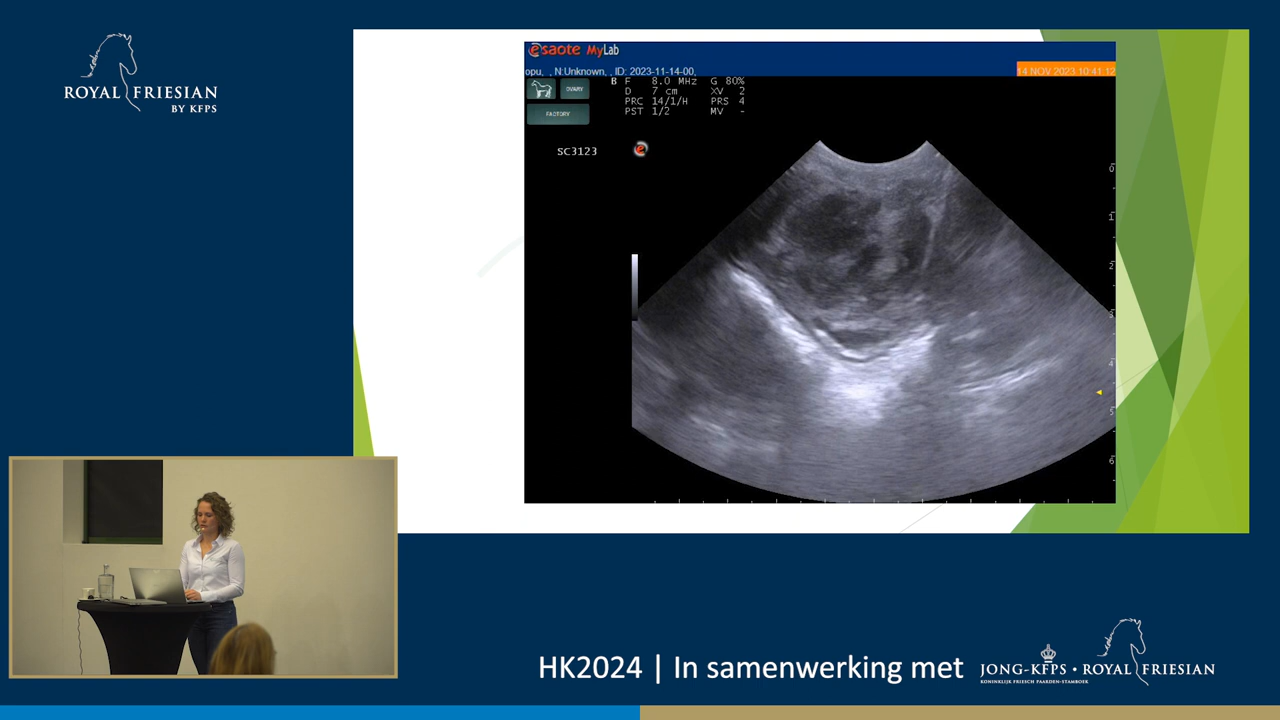 ROYAL FRIESIAN
BY KFPS
esaote MyLab
opu, , N:Unknown, , ID: 2023-11-14-00,
14 NOV 2023 10:41:12
OVARY
FACTORY
B F 8.0 MHz G 80%
D 7 cm XV 2
PRC 14/1/H PRS 4
PST 1/2 MV -
SC3123
e
0
1
2
3
4
5
6
HK2024 | In samenwerking met
JONG-KFPS • ROYAL FRIESIAN
KONINKLIJK FRIESCH PAARDEN-STAMBOEK